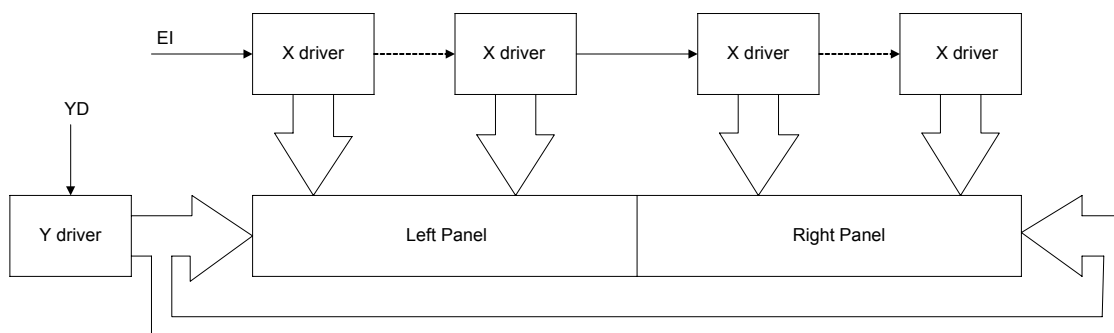 EI
X driver
X driver
X driver
X driver
YD
Y driver
Left Panel
Right Panel